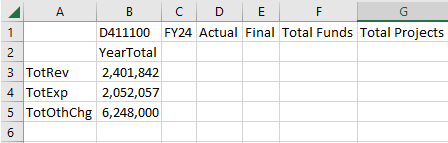 A B C D E F G
1 D411100 FY24 Actual Final Total Funds Total Projects
2 YearTotal
3 TotRev 2,401,842
4 TotExp 2,052,057
5 TotOthChg 6,248,000
6